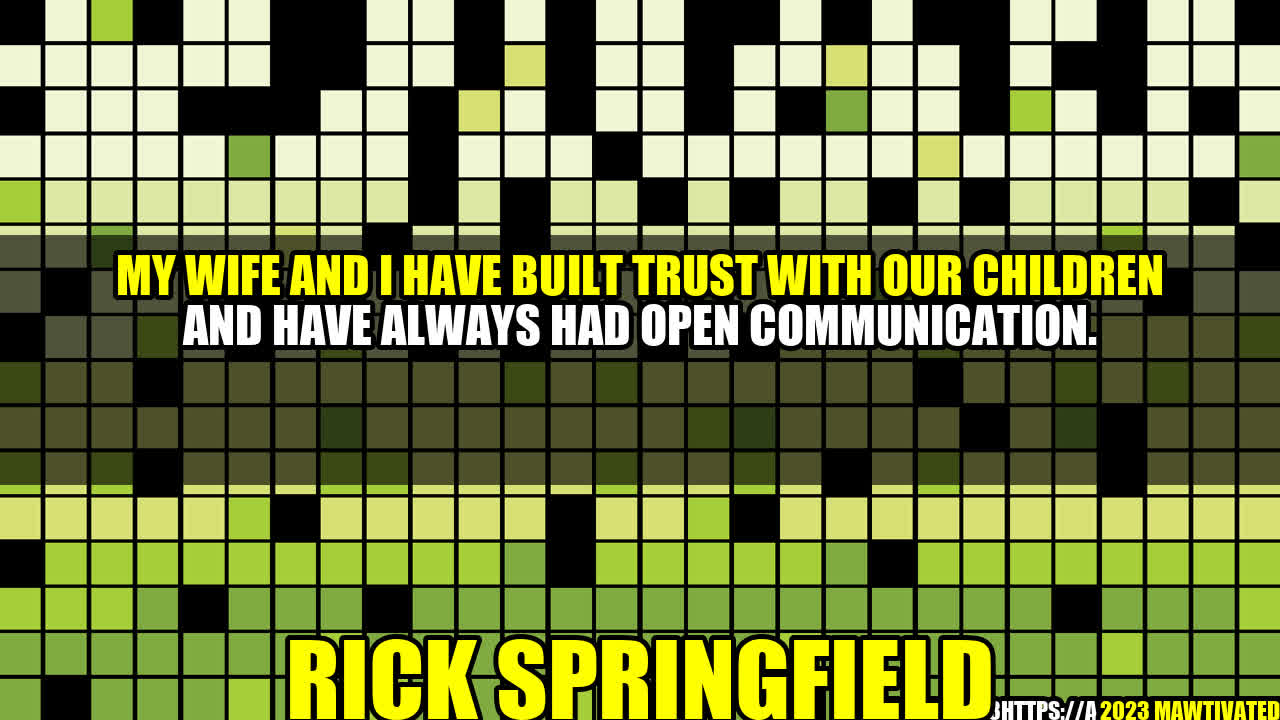 MY WIFE AND I HAVE BUILT TRUST WITH OUR CHILDREN
AND HAVE ALWAYS HAD OPEN COMMUNICATION.
RICK SPRINGFIELD
HTTPS://A 2023 MAWTIVATED